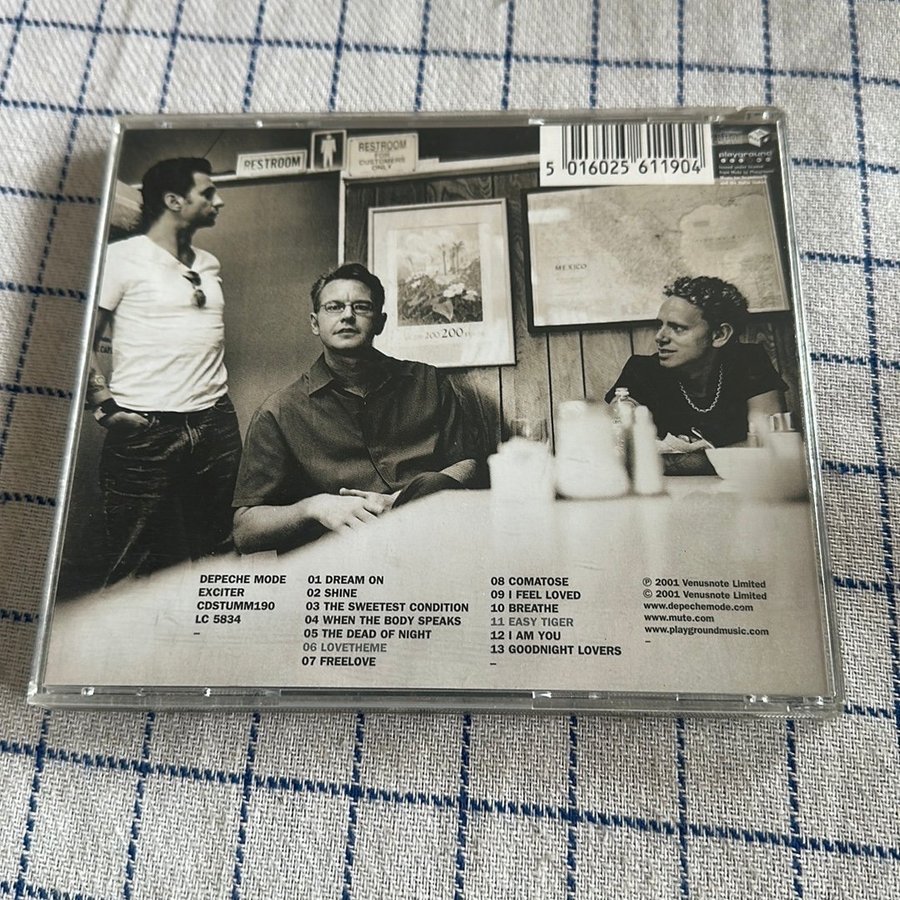 RESTROOM
RESTROOM
FOR
CUSTOMERS
ONLY
5 016025 611904
playground
MEXICO
200
DEPECHE MODE
EXCITER
CDSTUMM190
LC 5834
–
01 DREAM ON
02 SHINE
03 THE SWEETEST CONDITION
04 WHEN THE BODY SPEAKS
05 THE DEAD OF NIGHT
06 LOVETHEME
07 FREELOVE
08 COMATOSE
09 I FEEL LOVED
10 BREATHE
11 EASY TIGER
12 I AM YOU
13 GOODNIGHT LOVERS
–
℗ 2001 Venusnote Limited
© 2001 Venusnote Limited
www.depechemode.com
www.mute.com
www.playgroundmusic.com
–